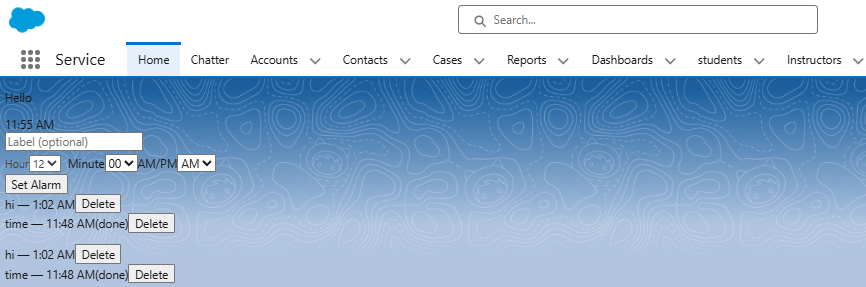 Search...
Service Home Chatter Accounts Contacts Cases Reports Dashboards students Instructors
Hello
11:55 AM
Label (optional)
Hour 12 Minute 00 AM/PM AM
Set Alarm
hi — 1:02 AM Delete
time — 11:48 AM(done) Delete
hi — 1:02 AM Delete
time — 11:48 AM(done) Delete